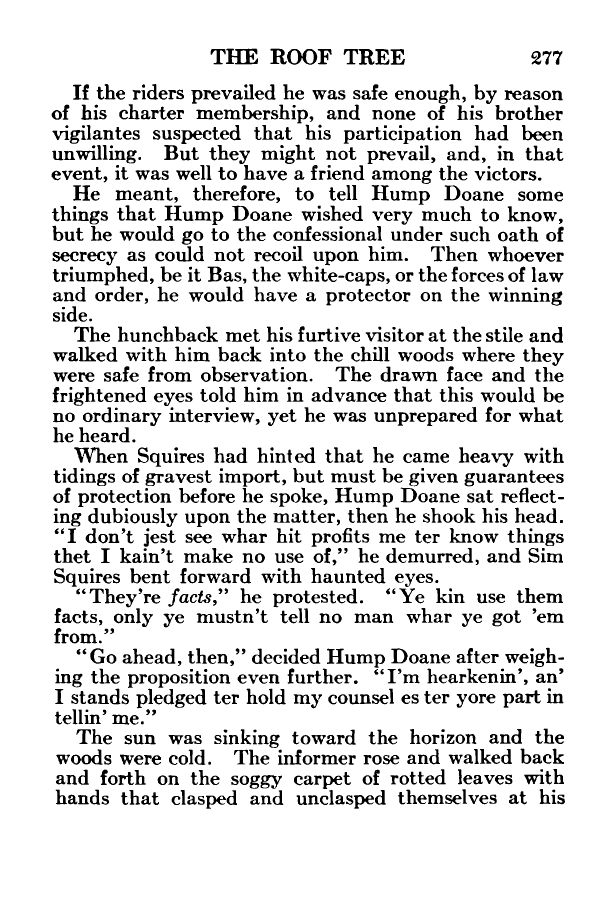 THE ROOF TREE 277
If the riders prevailed he was safe enough, by reason
of his charter membership, and none of his brother
vigilantes suspected that his participation had been
unwilling. But they might not prevail, and, in that
event, it was well to have a friend among the victors.
He meant, therefore, to tell Hump Doane some
things that Hump Doane wished very much to know,
but he would go to the confessional under such oath of
secrecy as could not recoil upon him. Then whoever
triumphed, be it Bas, the white-caps, or the forces of law
and order, he would have a protector on the winning
side.
The hunchback met his furtive visitor at the stile and
walked with him back into the chill woods where they
were safe from observation. The drawn face and the
frightened eyes told him in advance that this would be
no ordinary interview, yet he was unprepared for what
he heard.
When Squires had hinted that he came heavy with
tidings of gravest import, but must be given guarantees
of protection before he spoke, Hump Doane sat reflect-
ing dubiously upon the matter, then he shook his head.
“I don’t jest see whar hit profits me ter know things
thet I kain’t make no use of,” he demurred, and Sim
Squires bent forward with haunted eyes.
“They’re facts,” he protested. “Ye kin use them
facts, only ye mustn’t tell no man whar ye got ’em
from.”
“Go ahead, then,” decided Hump Doane after weigh-
ing the proposition even further. “I’m hearkenin’, an’
I stands pledged ter hold my counsel es ter yore part in
tellin’ me.”
The sun was sinking toward the horizon and the
woods were cold. The informer rose and walked back
and forth on the soggy carpet of rotted leaves with
hands that clasped and unclasped themselves at his